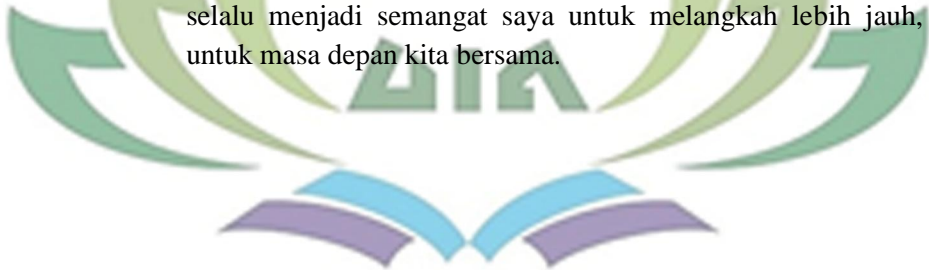 selalu menjadi semangat saya untuk melangkah lebih jauh,
untuk masa depan kita bersama.